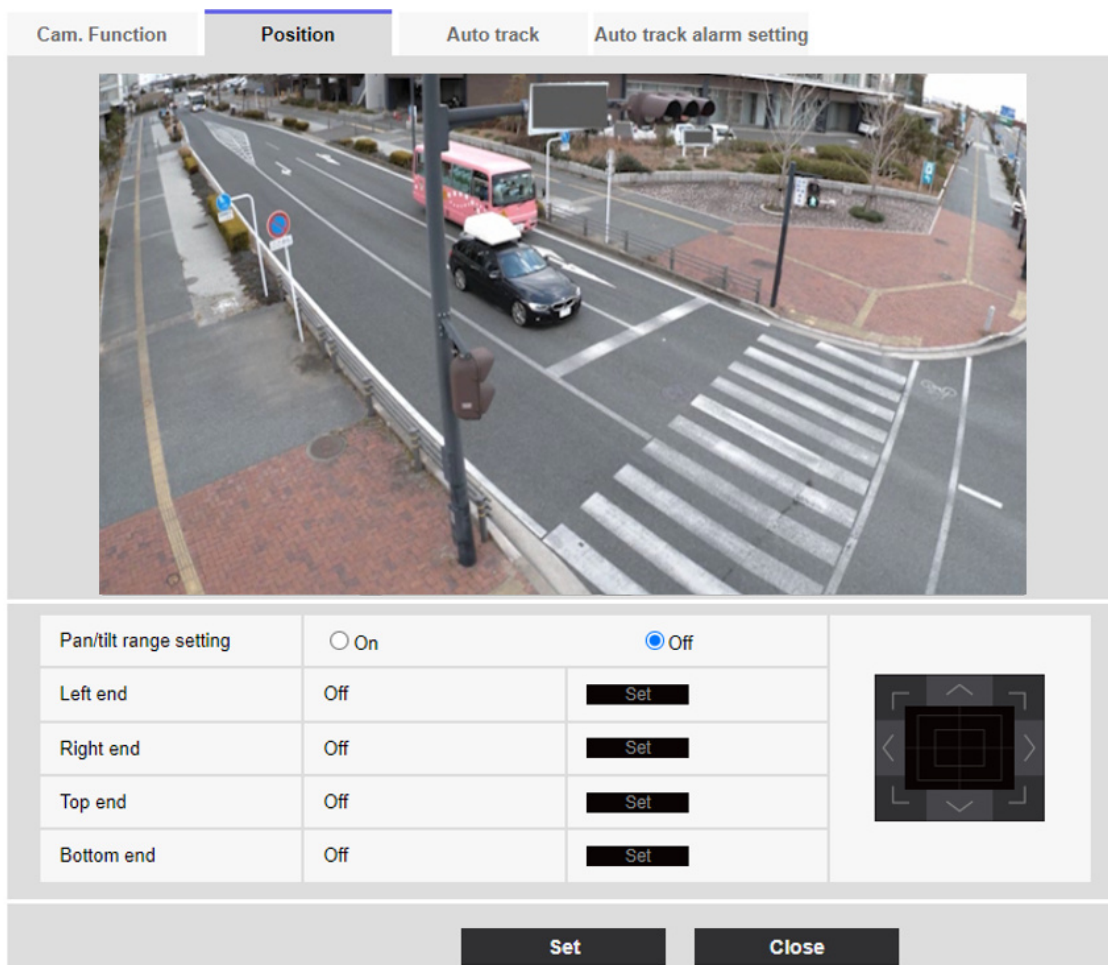 Cam. Function Position Auto track Auto track alarm setting
Pan/tilt range setting On Off
Left end Off Set
Right end Off Set
Top end Off Set
Bottom end Off Set
Set Close